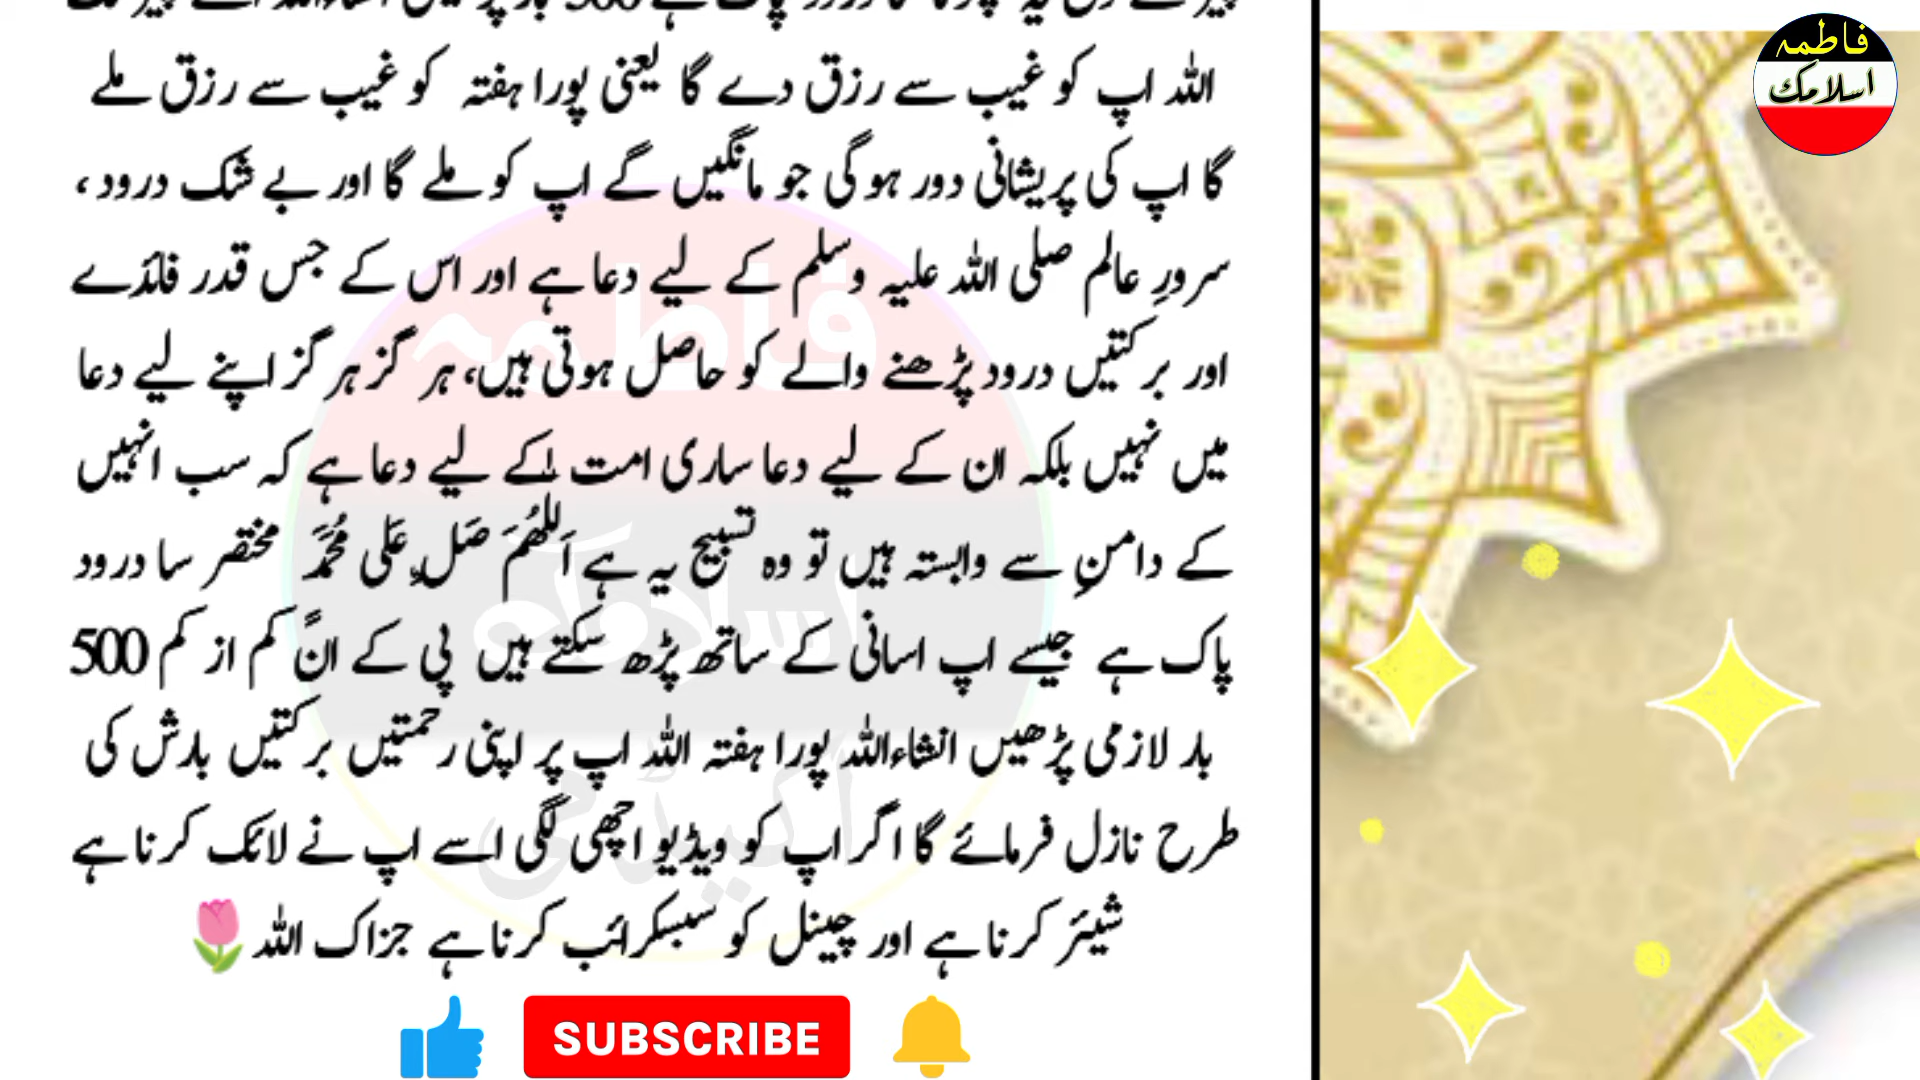 اللہ اپ کو غیب سے رزق دے گا یعنی پورا ہفتہ کو غیب سے رزق ملے
گا اپ کی پریشانی دور ہوگی جو مانگیں گے اپ کو ملے گا اور بے شک درود ،
سرورِ عالم صلی اللہ علیہ وسلم کے لیے دعا ہے اور اس کے جس قدر فائدے
اور برکتیں درود پڑھنے والے کو حاصل ہوتی ہیں، ہر گز ہر گز اپنے لیے دعا
میں نہیں بلکہ ان کے لیے دعا ساری امت کے لیے دعا ہے کہ سب انہیں
کے دامنِ سے وابستہ ہیں تو وہ تسبیح یہ ہے اَللھُمَ صَلِ عَلی مُحَمَّدَ مختصر سا درود
پاک ہے جیسے اپ اسانی کے ساتھ پڑھ سکتے ہیں پی کے انً کم از کم 500
بار لازمی پڑھیں انشاءاللہ پورا ہفتہ اللہ اپ پر اپنی رحمتیں برکتیں بارش کی
طرح نازل فرمائے گا اگر اپ کو ویڈیو اچھی لگی اسے اپ نے لائک کرنا ہے
شیئر کرنا ہے اور چینل کو سبسکرائب کرنا ہے جزاک اللہ🌷
SUBSCRIBE
فاطمہ
اسلامک
فاطمہ
اسلامک
اکیڈمی